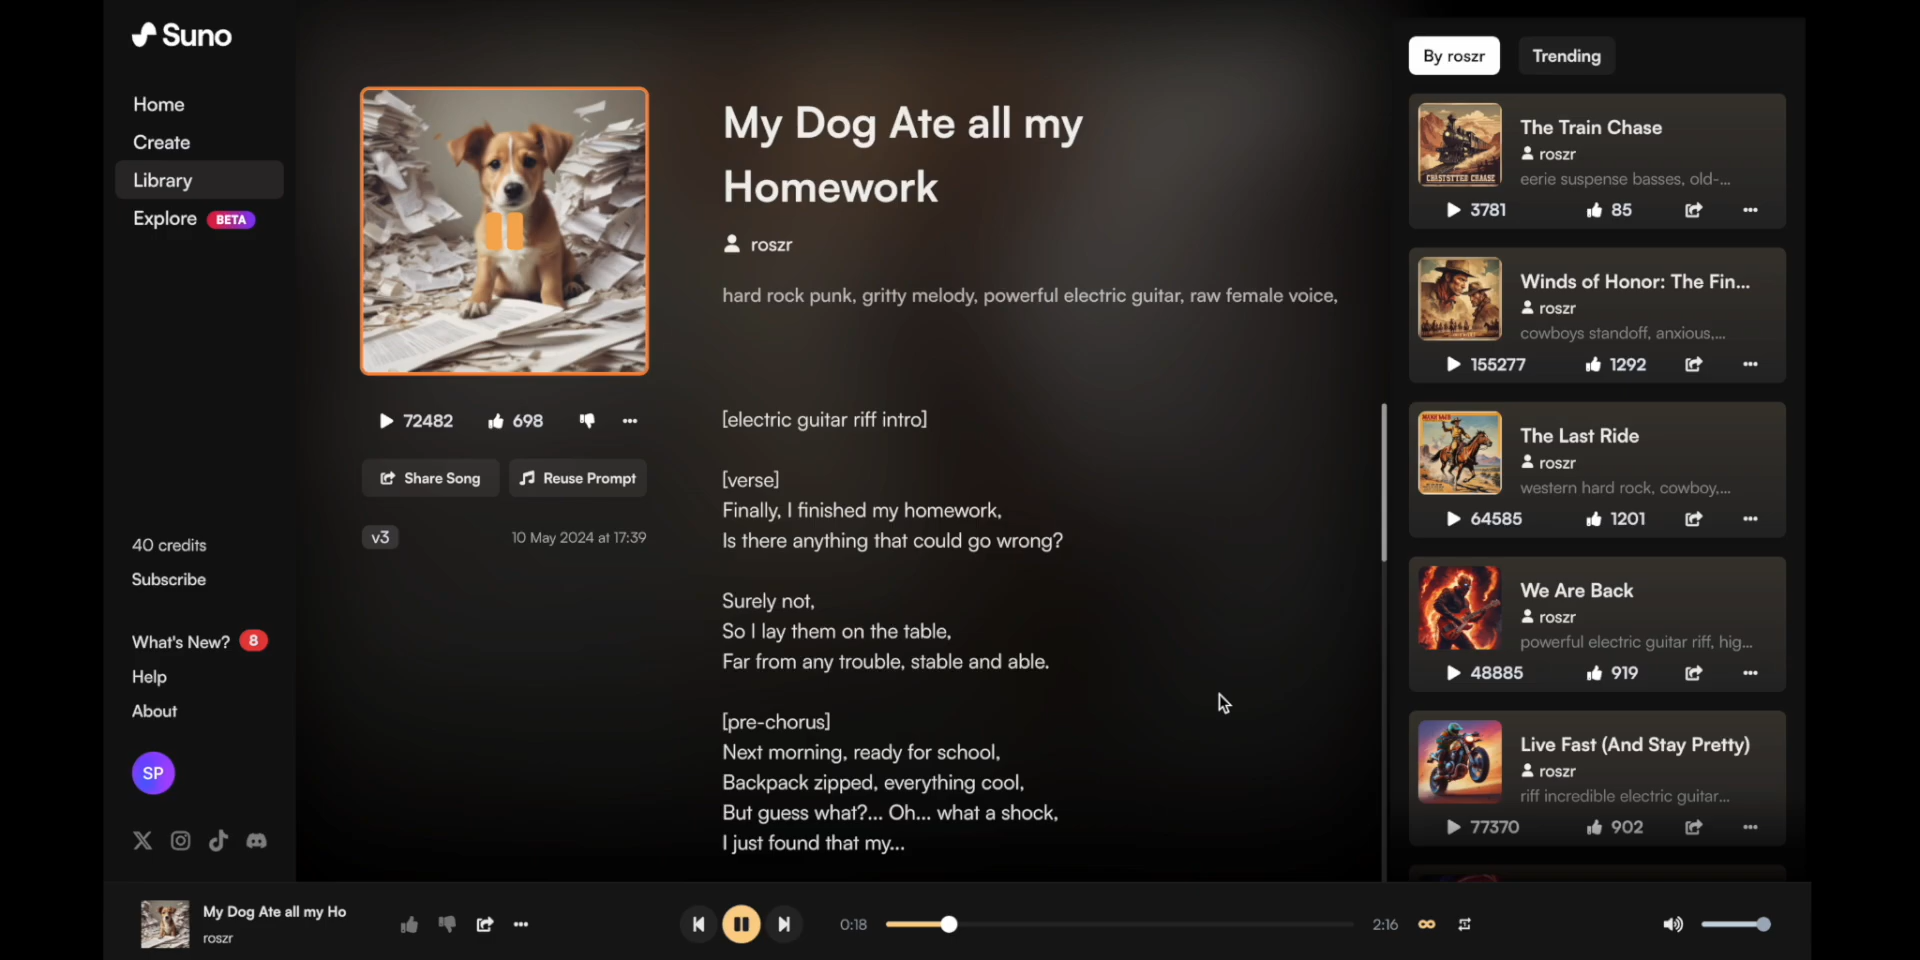 Suno
Home
Create
Library
Explore BETA
40 credits
Subscribe
What's New? 8
Help
About
SP
72482 698
Share Song Reuse Prompt
v3 10 May 2024 at 17:39
My Dog Ate all my
Homework
roszr
hard rock punk, gritty melody, powerful electric guitar, raw female voice,
[electric guitar riff intro]
[verse]
Finally, I finished my homework,
Is there anything that could go wrong?
Surely not,
So I lay them on the table,
Far from any trouble, stable and able.
[pre-chorus]
Next morning, ready for school,
Backpack zipped, everything cool,
But guess what?... Oh... what a shock,
I just found that my...
By roszr Trending
The Train Chase
roszr
eerie suspense basses, old-...
3781 85
Winds of Honor: The Fin...
roszr
cowboys standoff, anxious,...
155277 1292
The Last Ride
roszr
western hard rock, cowboy,...
64585 1201
We Are Back
roszr
powerful electric guitar riff, hig...
48885 919
Live Fast (And Stay Pretty)
roszr
riff incredible electric guitar...
77370 902
My Dog Ate all my Ho
roszr
0:18 2:16